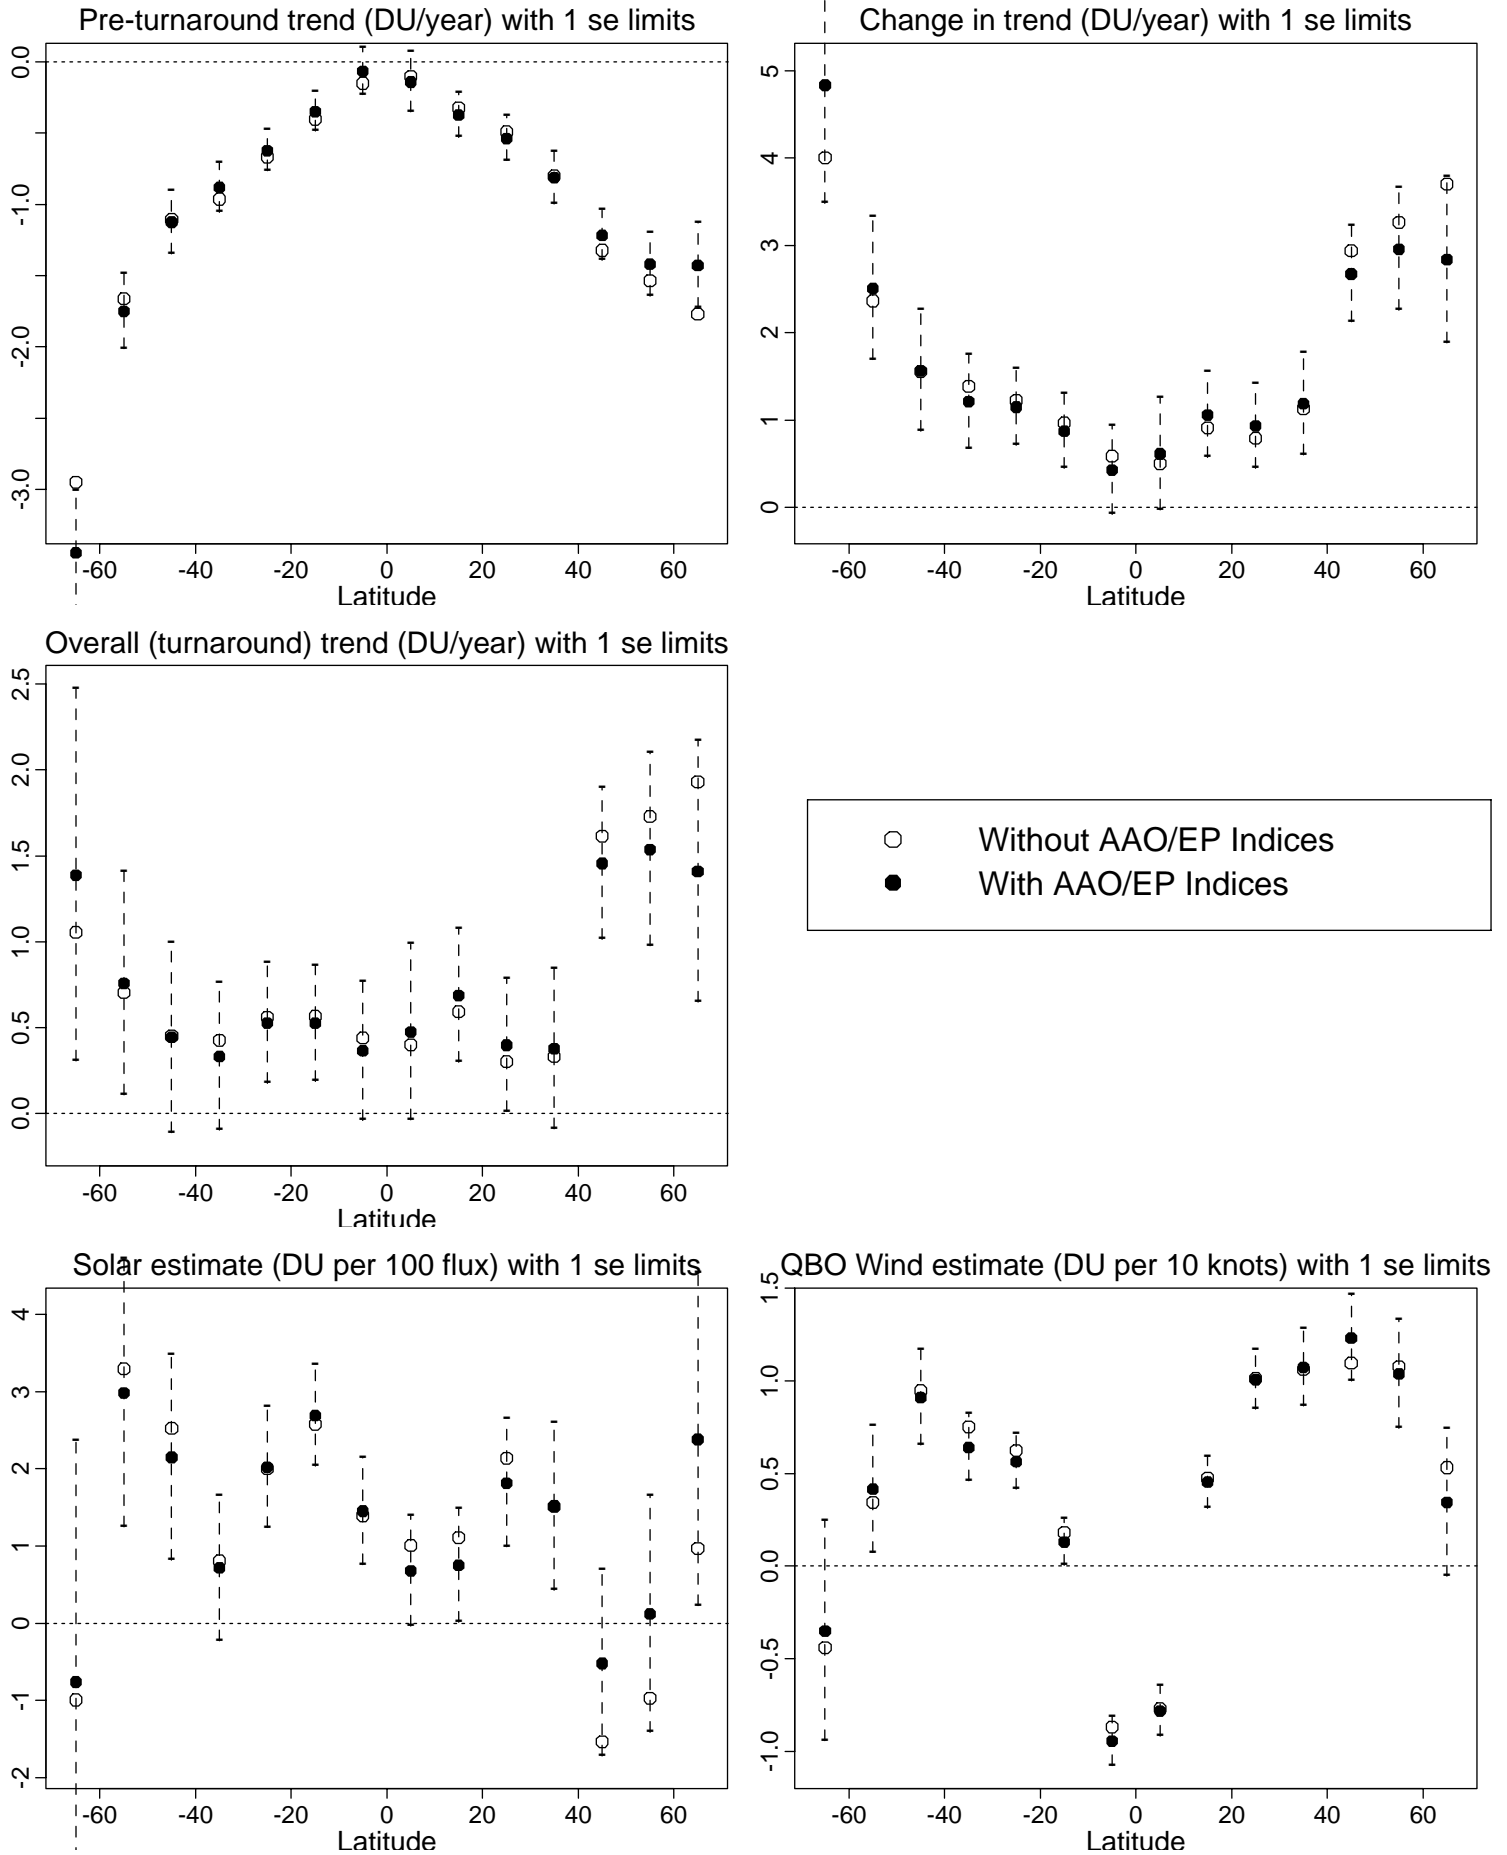 Pre-turnaround trend (DU/year) with 1 se limits
0.0
-1.0
-2.0
-3.0
-60 -40 -20 0 20 40 60
Latitude
Change in trend (DU/year) with 1 se limits
5
4
3
2
1
0
-60 -40 -20 0 20 40 60
Latitude
Overall (turnaround) trend (DU/year) with 1 se limits
2.5
2.0
1.5
1.0
0.5
0.0
-60 -40 -20 0 20 40 60
Latitude
Without AAO/EP Indices
With AAO/EP Indices
Solar estimate (DU per 100 flux) with 1 se limits
4
3
2
1
0
-1
-2
-60 -40 -20 0 20 40 60
Latitude
QBO Wind estimate (DU per 10 knots) with 1 se limits
1.5
1.0
0.5
0.0
-0.5
-1.0
-60 -40 -20 0 20 40 60
Latitude